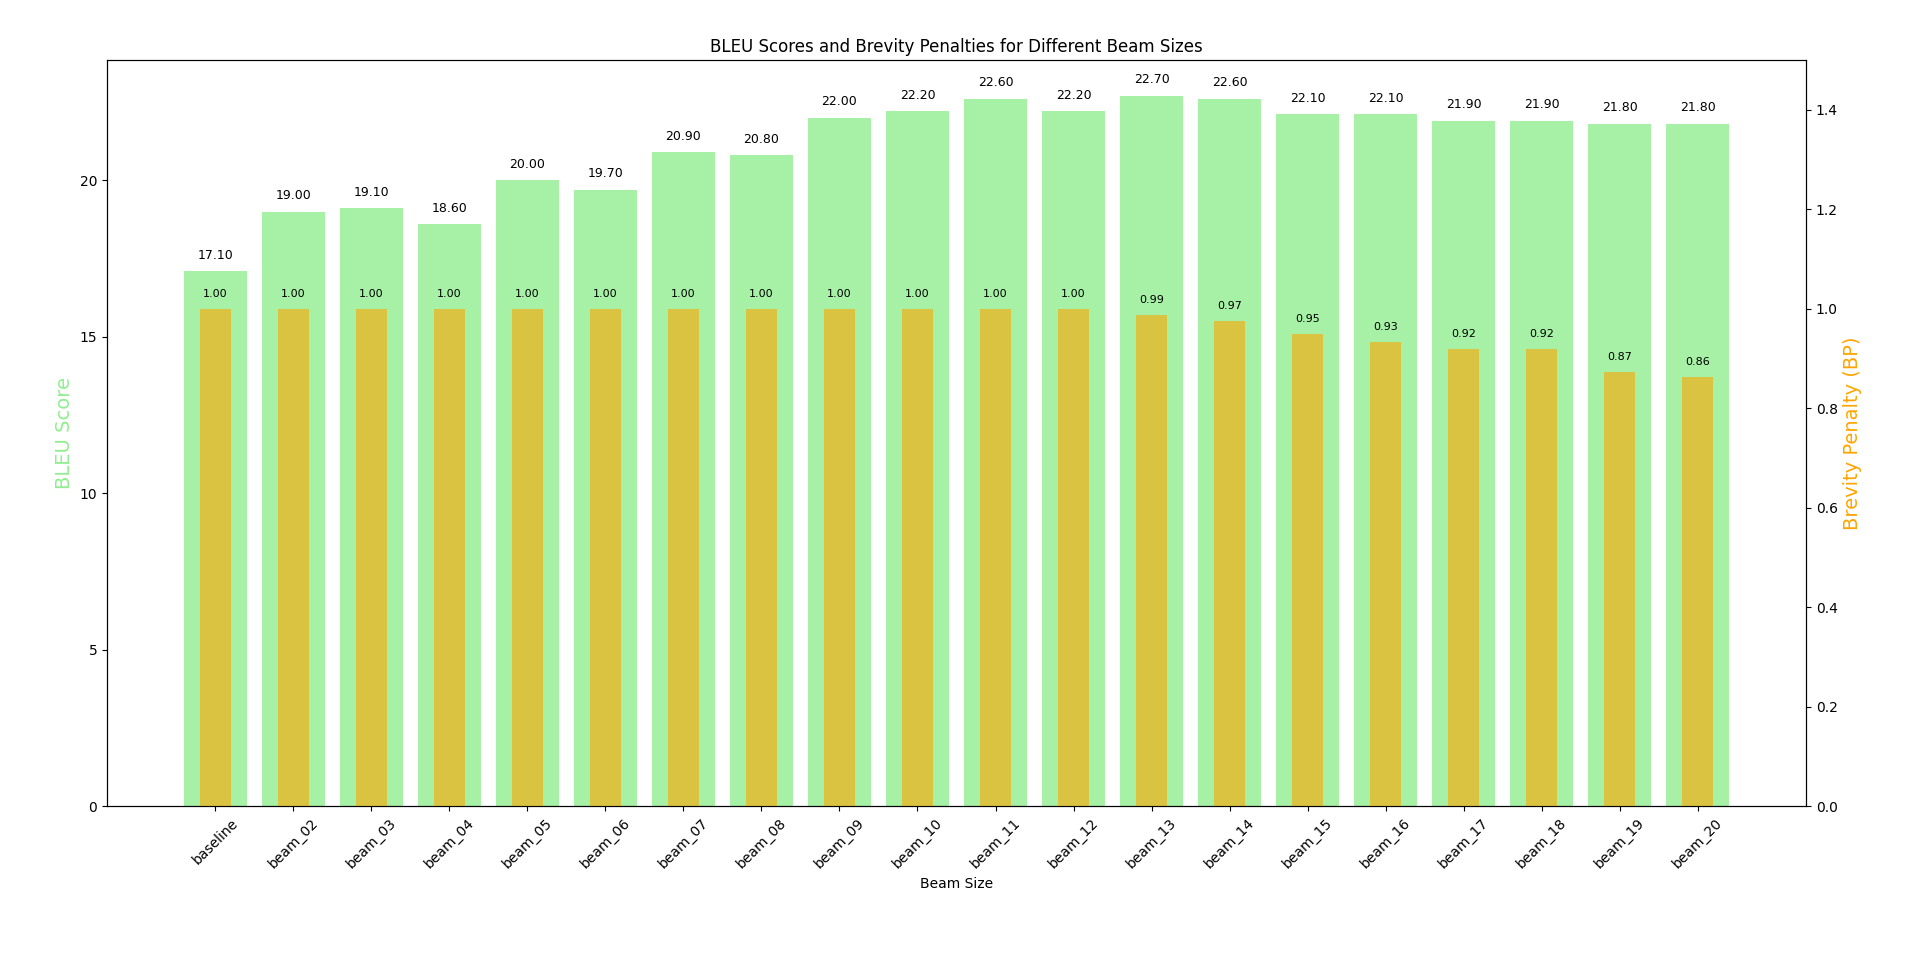 BLEU Scores and Brevity Penalties for Different Beam Sizes
BLEU Score
20
15
10
5
0
17.10
19.00
19.10
18.60
20.00
19.70
20.90
20.80
22.00
22.20
22.60
22.20
22.70
22.60
22.10
22.10
21.90
21.90
21.80
21.80
1.00
1.00
1.00
1.00
1.00
1.00
1.00
1.00
1.00
1.00
1.00
1.00
0.99
0.97
0.95
0.93
0.92
0.92
0.87
0.86
1.4
1.2
1.0
0.8
0.6
0.4
0.2
0.0
Brevity Penalty (BP)
baseline
beam_02
beam_03
beam_04
beam_05
beam_06
beam_07
beam_08
beam_09
beam_10
beam_11
beam_12
beam_13
beam_14
beam_15
beam_16
beam_17
beam_18
beam_19
beam_20
Beam Size